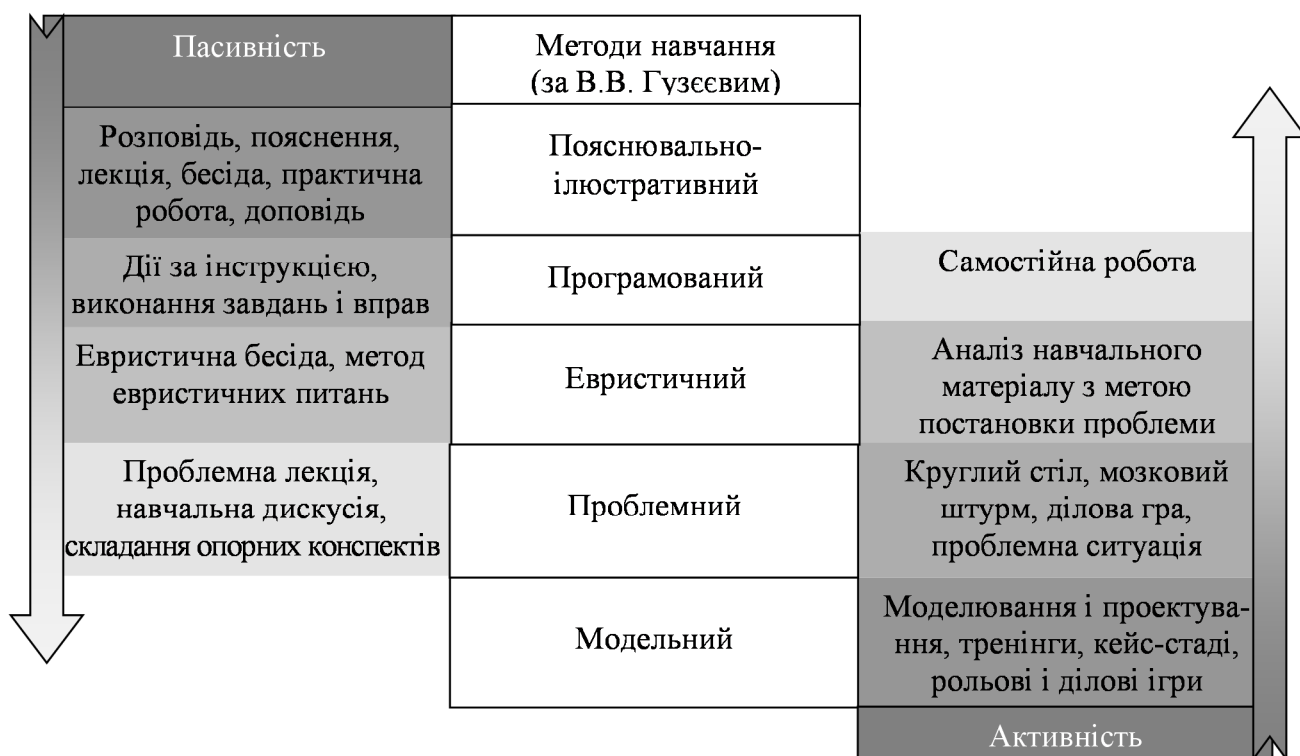 Пасивність
Методи навчання
(за В.В. Гузєєвим)
Розповідь, пояснення,
лекція, бесіда, практична
робота, доповідь
Пояснювально-
ілюстративний
Дії за інструкцією,
виконання завдань і вправ
Програмований
Самостійна робота
Евристична бесіда, метод
евристичних питань
Евристичний
Аналіз навчального
матеріалу з метою
постановки проблеми
Проблемна лекція,
навчальна дискусія,
складання опорних конспектів
Проблемний
Круглий стіл, мозковий
штурм, ділова гра,
проблемна ситуація
Модельний
Моделювання і проектува-
ння, тренінги, кейс-стаді,
рольові і ділові ігри
Активність